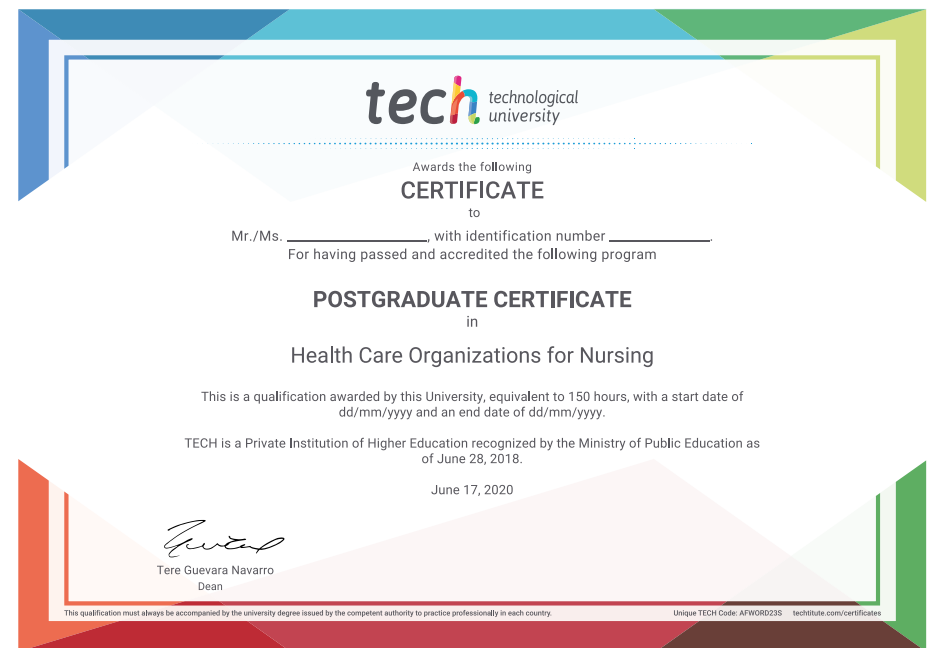 tech technological
university
Awards the following
CERTIFICATE
to
Mr./Ms. ____________________, with identification number ______________.
For having passed and accredited the following program
POSTGRADUATE CERTIFICATE
in
Health Care Organizations for Nursing
This is a qualification awarded by this University, equivalent to 150 hours, with a start date of
dd/mm/yyyy and an end date of dd/mm/yyyy.
TECH is a Private Institution of Higher Education recognized by the Ministry of Public Education as
of June 28, 2018.
June 17, 2020
Tere Guevara Navarro
Dean
This qualification must always be accompanied by the university degree issued by the competent authority to practice professionally in each country.
Unique TECH Code: AFWORD23S techtitute.com/certificates